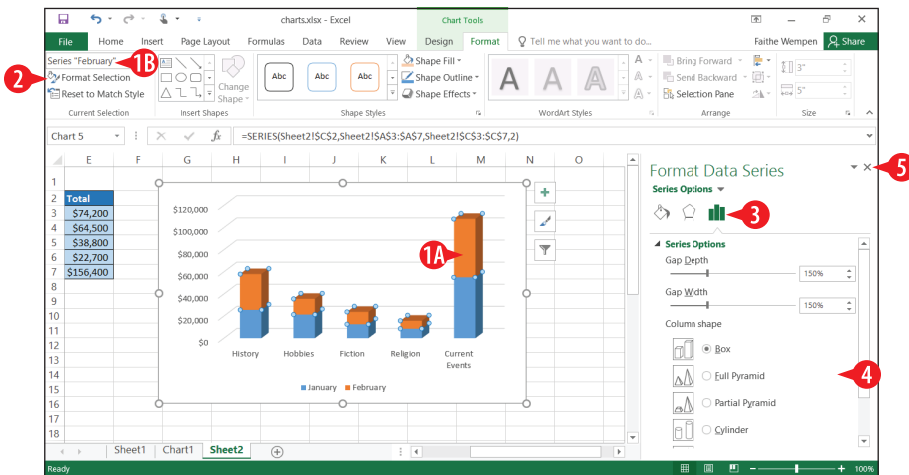 charts.xlsx - Excel
Chart Tools
File Home Insert Page Layout Formulas Data Review View Design Format Tell me what you want to do... Faithe Wempen Share
Series "February"
1B
2
Format Selection
Reset to Match Style
Current Selection
Change
Shape
Insert Shapes
Abc Abc Abc
Shape Fill
Shape Outline
Shape Effects
Shape Styles
A A A
A
A
A
WordArt Styles
Bring Forward
Send Backward
Selection Pane
Arrange
3"
5"
Size
Chart 5
fx =SERIES(Sheet2!$C$2,Sheet2!$A$3:$A$7,Sheet2!$C$3:$C$7,2)
E F G H I J K L M N O
1
2 Total
3 $74,200
4 $64,500
5 $38,800
6 $22,700
7 $156,400
8
9
10
11
12
13
14
15
16
17
18
$120,000
$100,000
$80,000
$60,000
$40,000
$20,000
$0
1A
History Hobbies Fiction Religion Current
Events
January February
Format Data Series
5
Series Options
3
Series Options
Gap Depth
150%
Gap Width
150%
Column shape
Box
Full Pyramid
4
Partial Pyramid
Cylinder
Sheet1 Chart1 Sheet2
Ready
100%